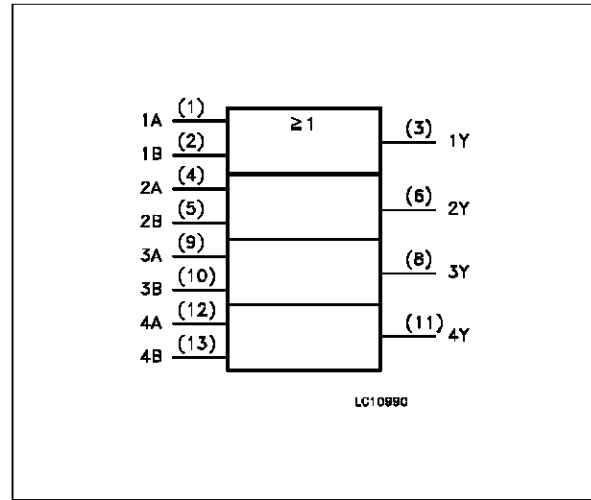 1A (1)
≥1
(3) 1Y
1B (2)
2A (4)
(6) 2Y
2B (5)
3A (9)
(8) 3Y
3B (10)
4A (12)
(11) 4Y
4B (13)
LC10990